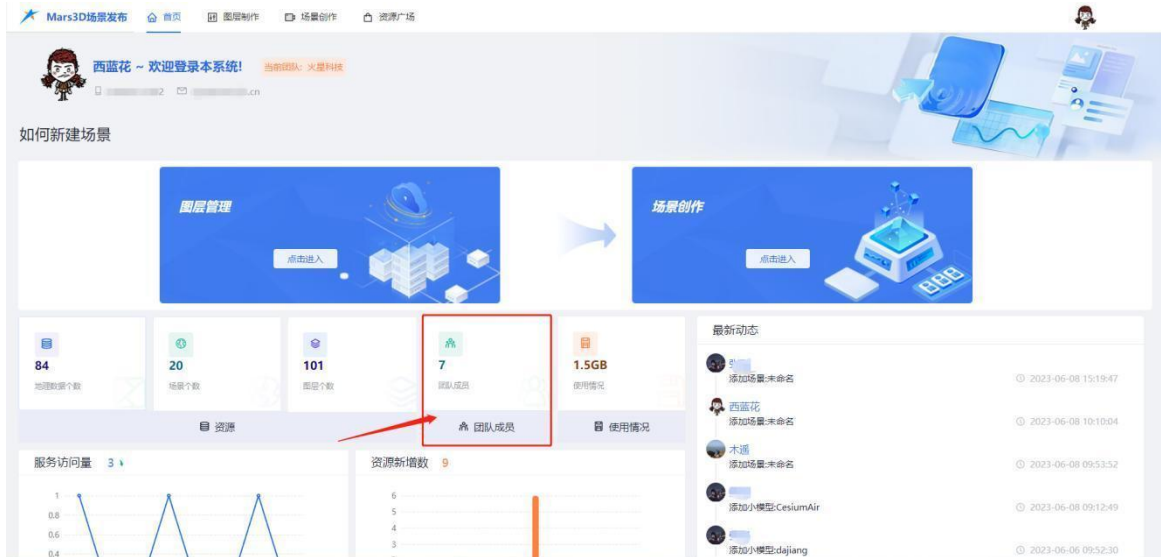 Mars3D场景发布
首页
图层制作
场景创作
资源广场
西蓝花 ~ 欢迎登录本系统!
当前团队: 火星科技
2
.cn
如何新建场景
图层管理
点击进入
场景创作
点击进入
84
地理数据个数
20
场景个数
101
图层个数
7
团队成员
1.5GB
使用情况
资源
团队成员
使用情况
最新动态
添加场景:未命名
2023-06-08 15:19:47
西蓝花
添加场景:未命名
2023-06-08 10:10:04
木遥
添加场景:未命名
2023-06-08 09:53:52
添加小模型:CesiumAir
2023-06-08 09:12:49
添加小模型:dajiang
2023-06-06 09:52:30
服务访问量 3
1
0.8
0.6
0.4
资源新增数 9
6
5
4
3